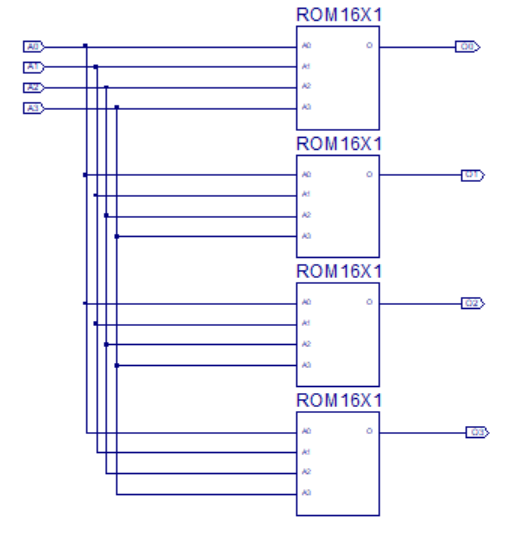 ROM16X1
A0 A0 O O0
A1 A1
A2 A2
A3 A3
ROM16X1
A0 O O1
A1
A2
A3
ROM16X1
A0 O O2
A1
A2
A3
ROM16X1
A0 O O3
A1
A2
A3